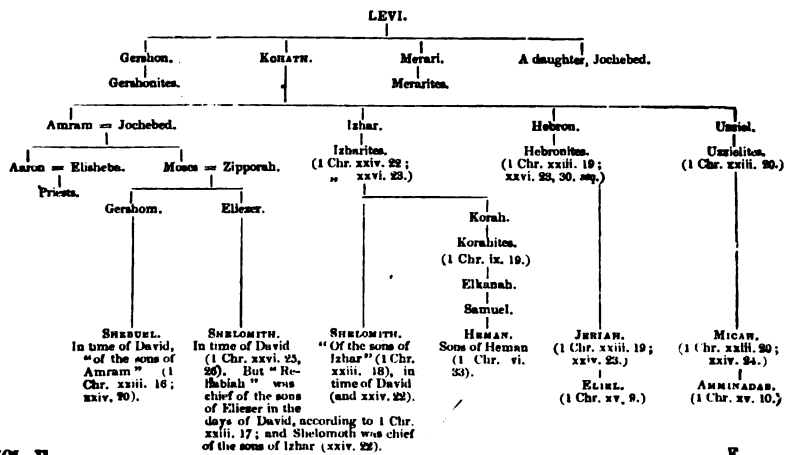 LEVI.
Gershon. KOHATH. Merari. A daughter, Jochebed.
Gershonites. Merarites.
Amram = Jochebed. Izhar. Hebron. Uzziel.
Izharites. Hebronites. Uzzielites.
(1 Chr. xxiv. 22 ; (1 Chr. xxiii. 19 ; (1 Chr. xxiii. 20.)
„ xxvi. 23.) xxvi. 23, 30, seq.)
Aaron = Elisheba. Moses = Zipporah.
Priests.
Gershom. Eliezer.
Korah.
Korahites.
(1 Chr. ix. 19.)
Elkanah.
Samuel.
SHEBUEL.
In time of David,
"of the sons of
Amram" (1
Chr. xxiii. 16 ;
xxiv. 20).
SHELOMITH.
In time of David
(1 Chr. xxvi. 25,
26). But "Re-
habiah" was
chief of the sons
of Eliezer in the
days of David, according to 1 Chr.
xxiii. 17 ; and Shelomoth was chief
of the sons of Izhar (xxiv. 22).
SHELOMITH.
"Of the sons of
Izhar" (1 Chr.
xxiii. 18), in
time of David
(and xxiv. 22).
HEMAN.
Sons of Heman
(1 Chr. vi.
33).
JERIAH.
(1 Chr. xxiii. 19 ;
xxiv. 23.)
ELIEL.
(1 Chr. xv. 9.)
MICAH.
(1 Chr. xxiii. 20 ;
xxiv. 24.)
AMMINADAB.
(1 Chr. xv. 10.)